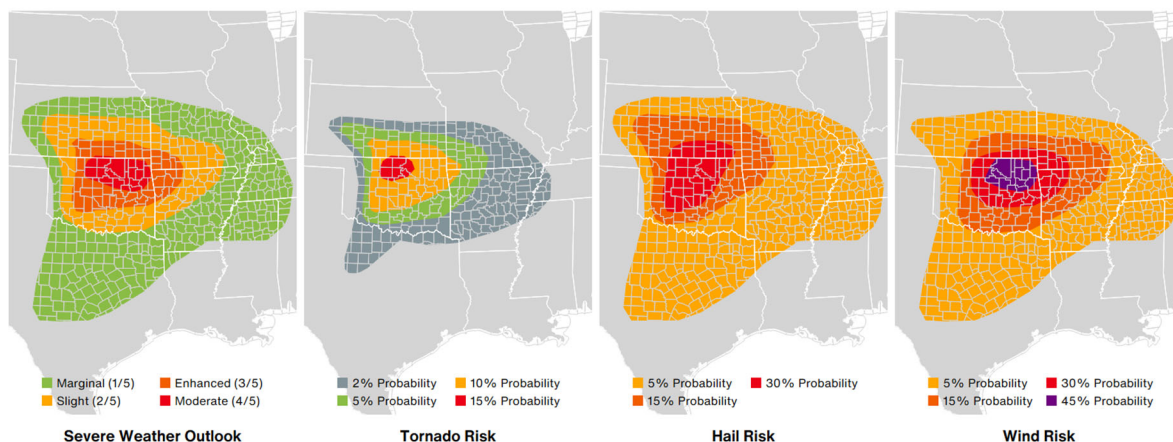 Marginal (1/5)
Enhanced (3/5)
Slight (2/5)
Moderate (4/5)
Severe Weather Outlook
2% Probability
10% Probability
5% Probability
15% Probability
Tornado Risk
5% Probability
30% Probability
15% Probability
Hail Risk
5% Probability
30% Probability
15% Probability
45% Probability
Wind Risk